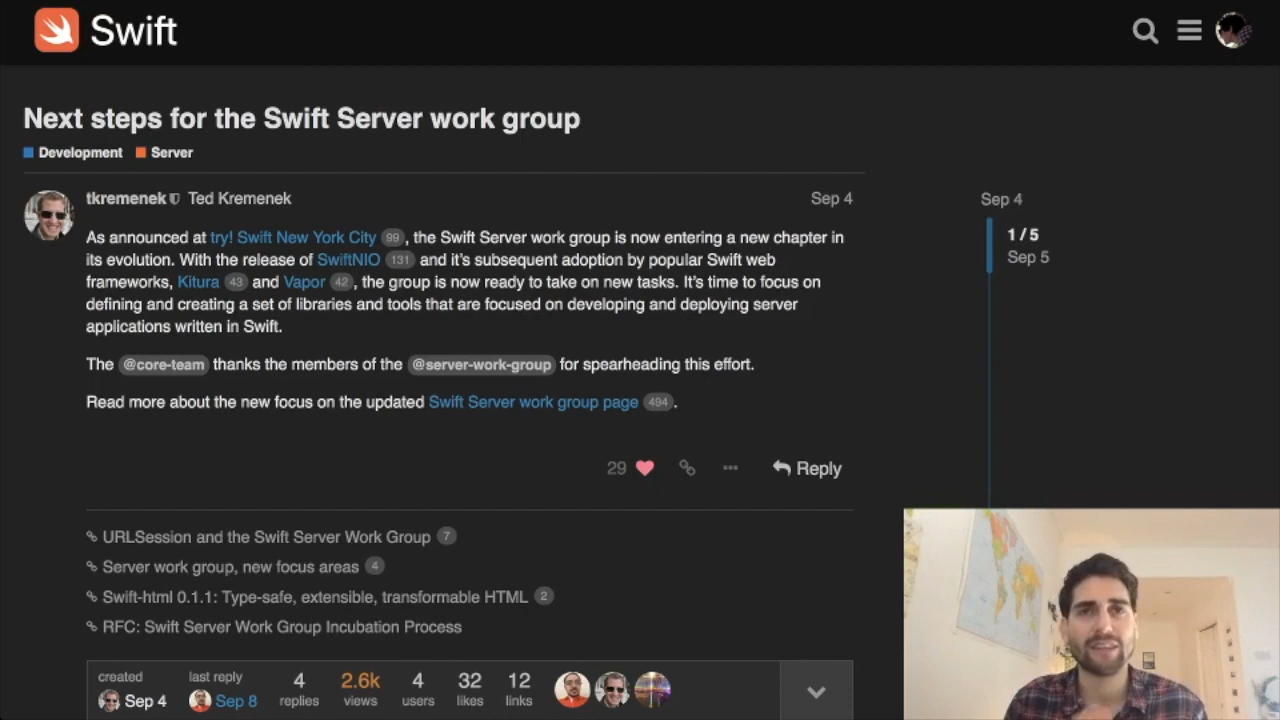 Swift
Next steps for the Swift Server work group
Development Server
tkremenek Ted Kremenek Sep 4
As announced at try! Swift New York City 99, the Swift Server work group is now entering a new chapter in
its evolution. With the release of SwiftNIO 131 and it's subsequent adoption by popular Swift web
frameworks, Kitura 43 and Vapor 42, the group is now ready to take on new tasks. It's time to focus on
defining and creating a set of libraries and tools that are focused on developing and deploying server
applications written in Swift.
The @core-team thanks the members of the @server-work-group for spearheading this effort.
Read more about the new focus on the updated Swift Server work group page 494.
29 ... Reply
URLSession and the Swift Server Work Group 7
Server work group, new focus areas 4
Swift-html 0.1.1: Type-safe, extensible, transformable HTML 2
RFC: Swift Server Work Group Incubation Process
created last reply 4 2.6k 4 32 12
Sep 4 Sep 8 replies views users likes links
Sep 4
1 / 5
Sep 5